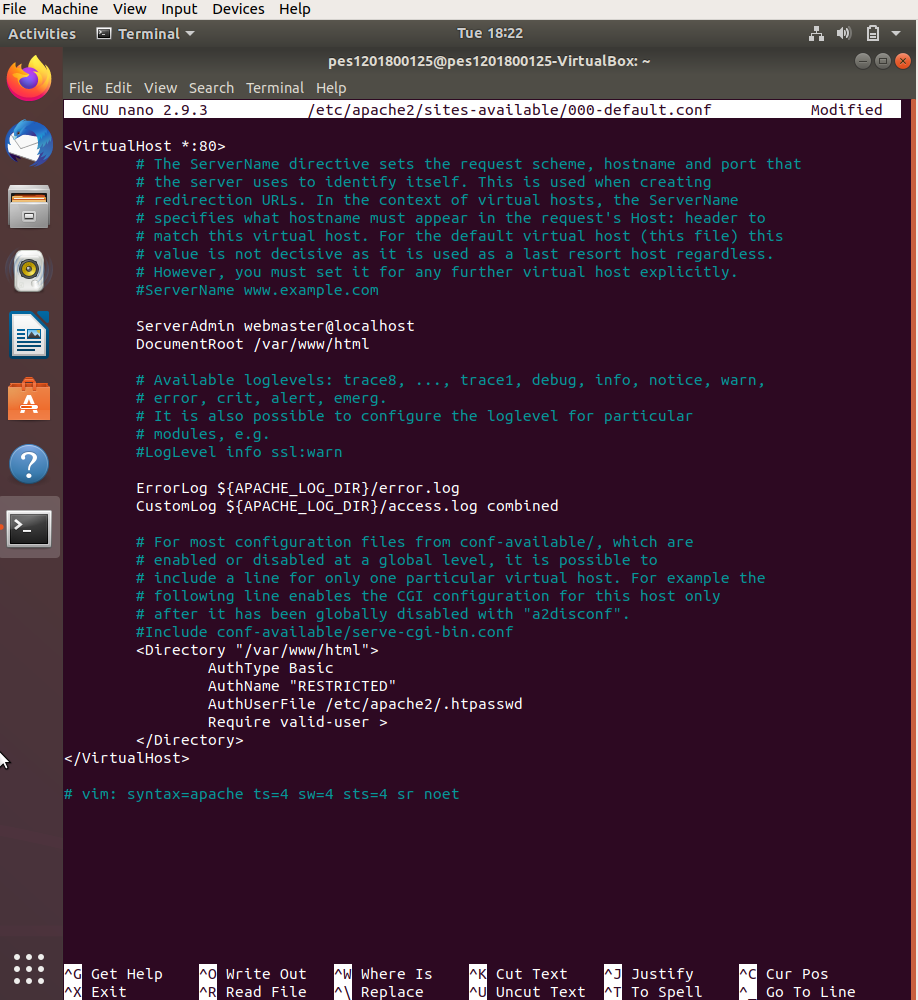 File Machine View Input Devices Help
Activities Terminal Tue 18:22
pes1201800125@pes1201800125-VirtualBox: ~
File Edit View Search Terminal Help
GNU nano 2.9.3 /etc/apache2/sites-available/000-default.conf Modified
<VirtualHost *:80>
# The ServerName directive sets the request scheme, hostname and port that
# the server uses to identify itself. This is used when creating
# redirection URLs. In the context of virtual hosts, the ServerName
# specifies what hostname must appear in the request's Host: header to
# match this virtual host. For the default virtual host (this file) this
# value is not decisive as it is used as a last resort host regardless.
# However, you must set it for any further virtual host explicitly.
#ServerName www.example.com
ServerAdmin webmaster@localhost
DocumentRoot /var/www/html
# Available loglevels: trace8, ..., trace1, debug, info, notice, warn,
# error, crit, alert, emerg.
# It is also possible to configure the loglevel for particular
# modules, e.g.
#LogLevel info ssl:warn
ErrorLog ${APACHE_LOG_DIR}/error.log
CustomLog ${APACHE_LOG_DIR}/access.log combined
# For most configuration files from conf-available/, which are
# enabled or disabled at a global level, it is possible to
# include a line for only one particular virtual host. For example the
# following line enables the CGI configuration for this host only
# after it has been globally disabled with "a2disconf".
#Include conf-available/serve-cgi-bin.conf
<Directory "/var/www/html">
AuthType Basic
AuthName "RESTRICTED"
AuthUserFile /etc/apache2/.htpasswd
Require valid-user >
</Directory>
</VirtualHost>
# vim: syntax=apache ts=4 sw=4 sts=4 sr noet
^G Get Help ^O Write Out ^W Where Is ^K Cut Text ^J Justify ^C Cur Pos
^X Exit ^R Read File ^\ Replace ^U Uncut Text ^T To Spell ^_ Go To Line